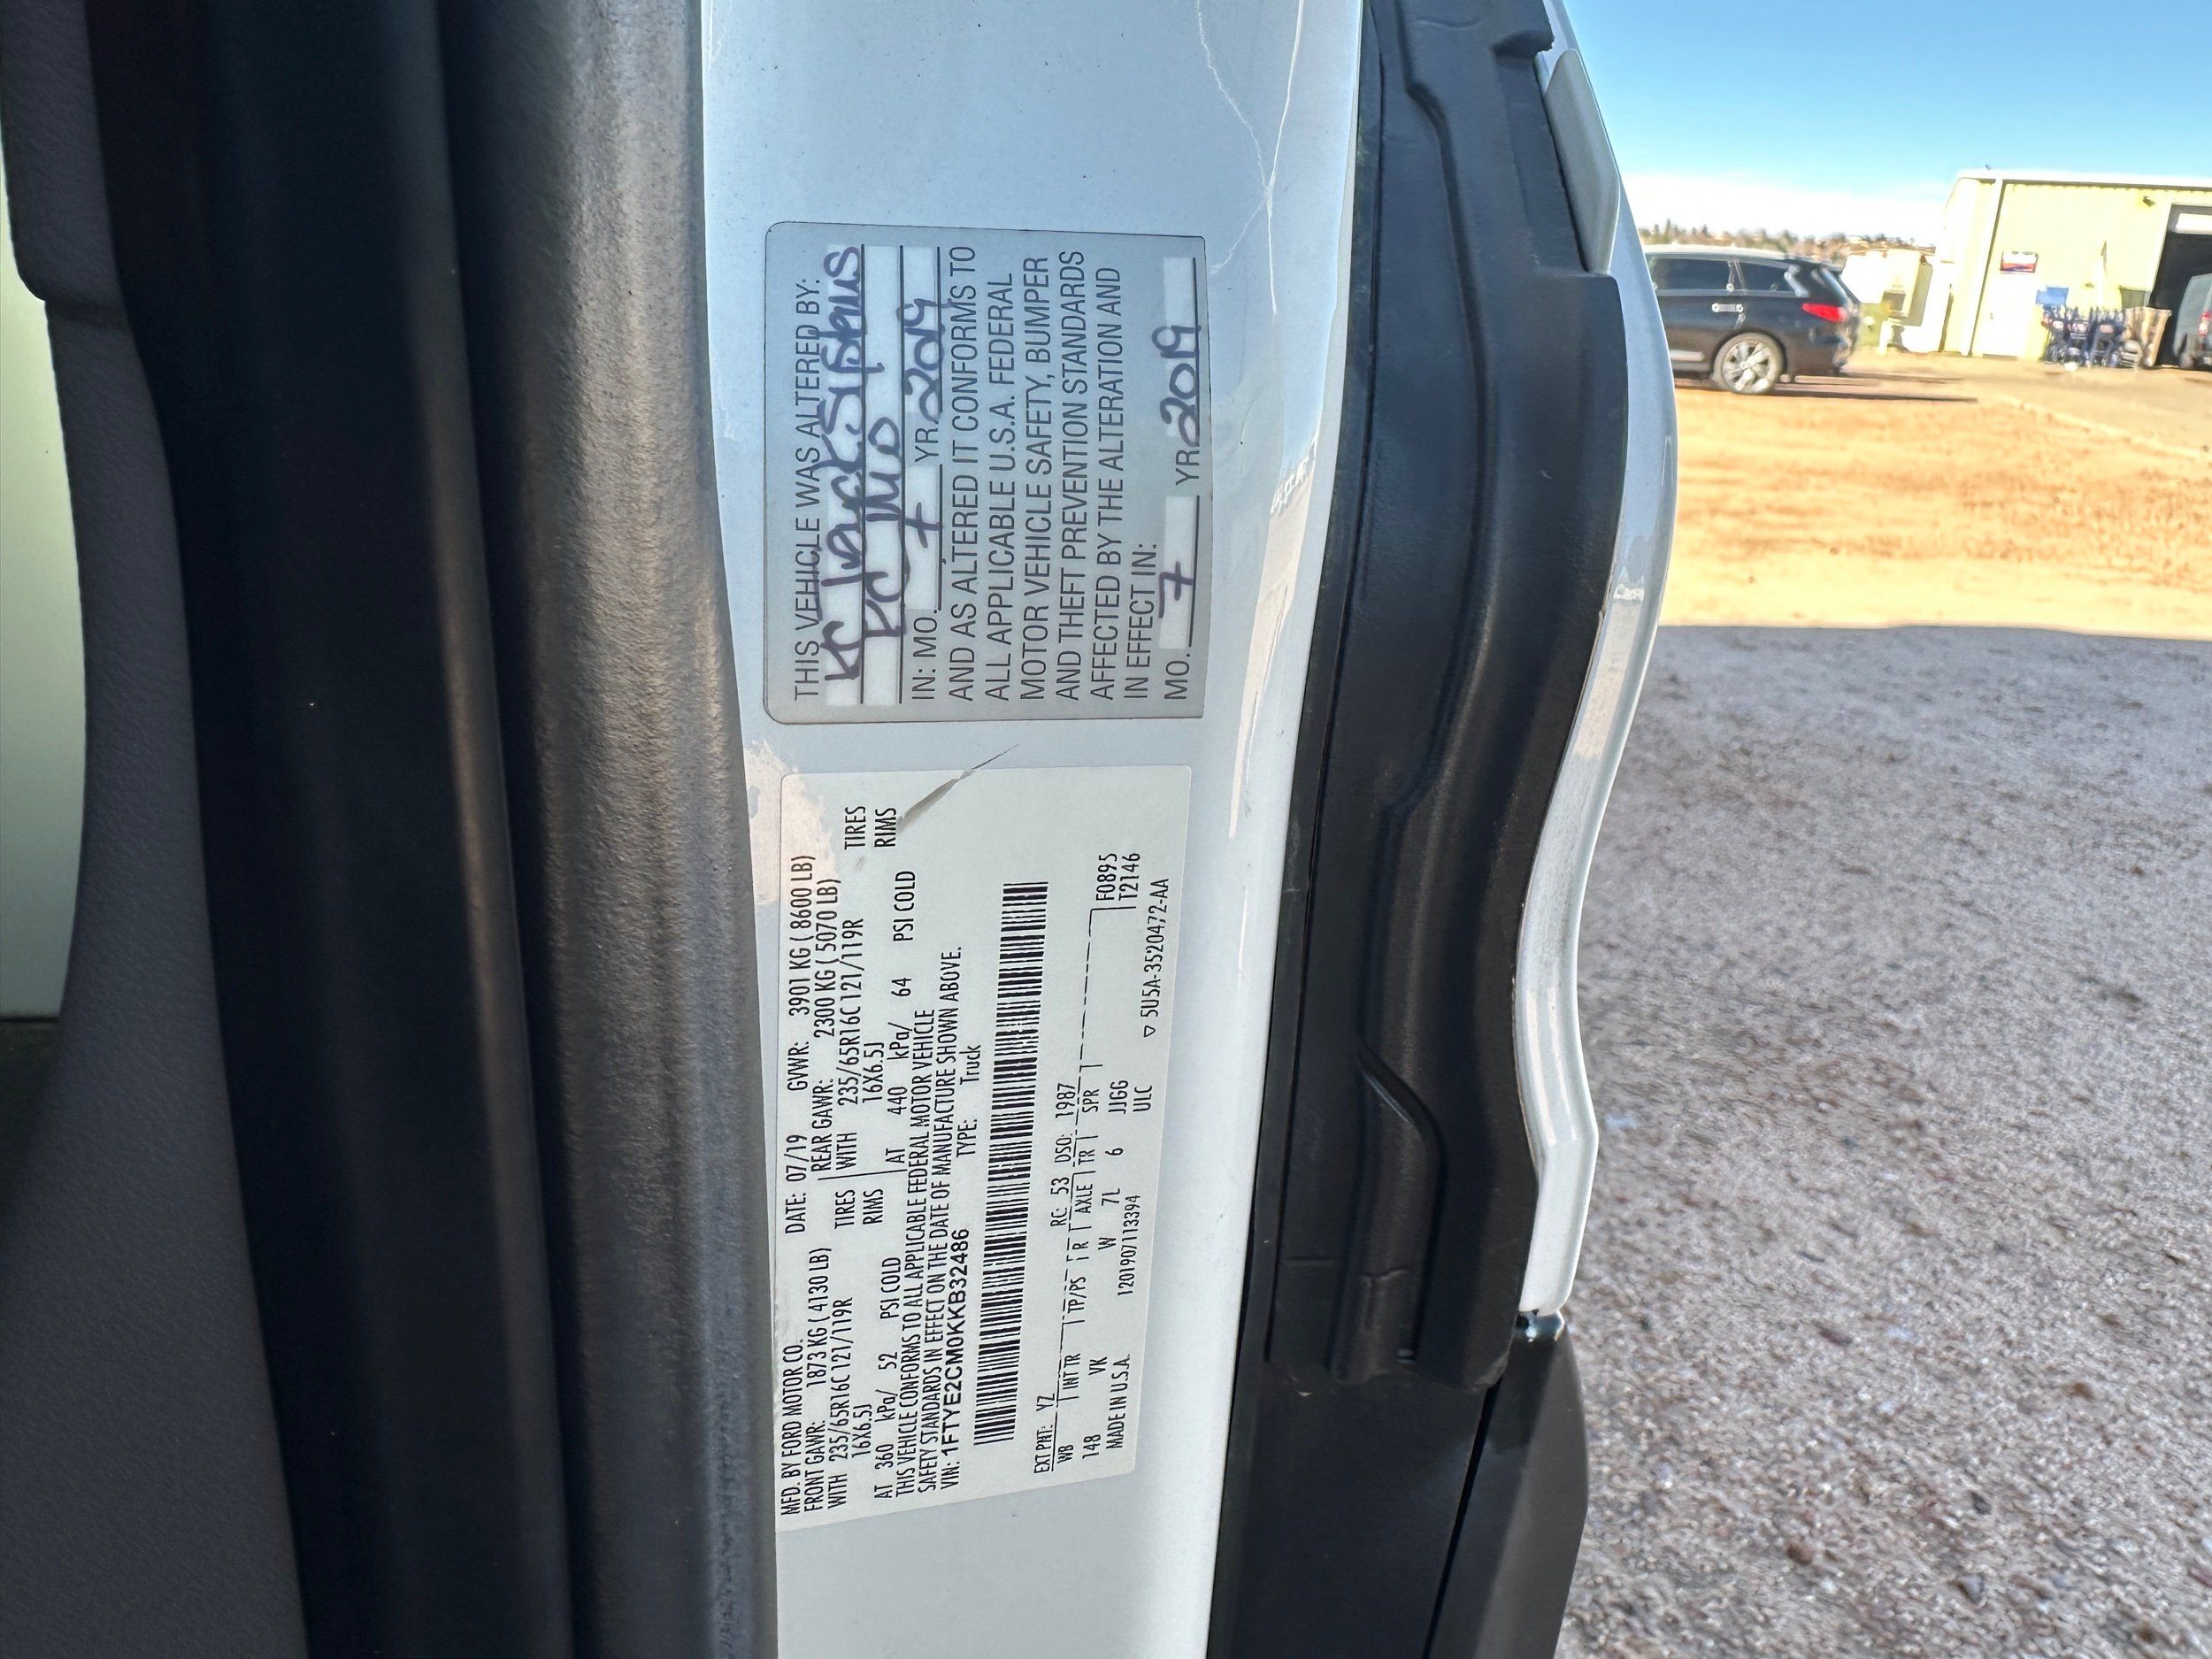 THIS VEHICLE WAS ALTERED BY:
KC
KC MO
IN: MO. 7 YR. 2019
AND AS ALTERED IT CONFORMS TO
ALL APPLICABLE U.S.A. FEDERAL
MOTOR VEHICLE SAFETY, BUMPER
AND THEFT PREVENTION STANDARDS
AFFECTED BY THE ALTERATION AND
IN EFFECT IN:
MO. 7 YR. 2019
MFD. BY FORD MOTOR CO. DATE: 07/19 GVWR: 3901 KG ( 8600 LB)
FRONT GAWR: 1873 KG ( 4130 LB) REAR GAWR: 2300 KG ( 5070 LB)
WITH 235/65R16C 121/119R TIRES WITH 235/65R16C 121/119R TIRES
16X6.5J RIMS 16X6.5J RIMS
AT 360 kPa/ 52 PSI COLD AT 440 kPa/ 64 PSI COLD
THIS VEHICLE CONFORMS TO ALL APPLICABLE FEDERAL MOTOR VEHICLE
SAFETY STANDARDS IN EFFECT ON THE DATE OF MANUFACTURE SHOWN ABOVE.
VIN: 1FTYE2CM0KKB32486 TYPE: Truck
EXT PNT: YZ RC: 53 DSO: 1987 F0895
WB INT TR TP/PS R AXLE TR SPR T2146
148 VK W 7L 6 JJGG
MADE IN U.S.A. 120190711394 ULC ▽ 5U5A-3520472-AA